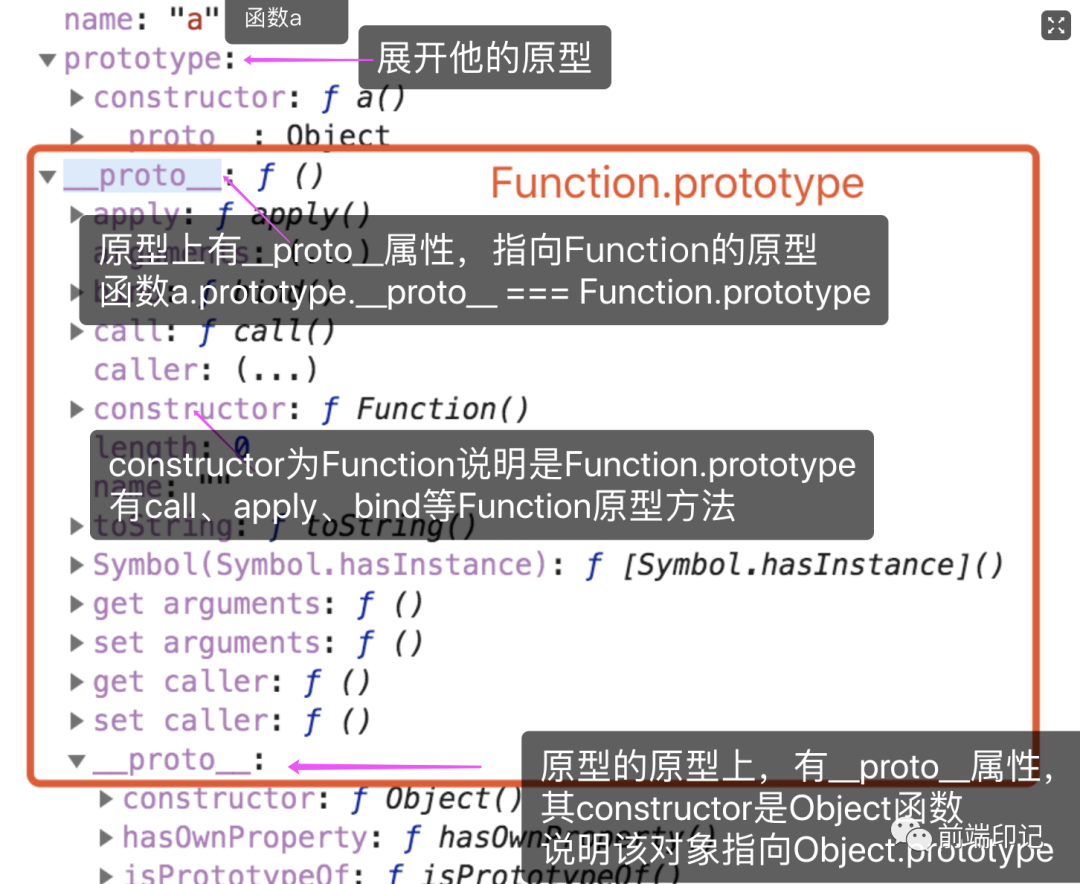 name: "a"
函数a
prototype:
展开他的原型
constructor: ƒ a()
__proto__: Object
__proto__: ƒ ()
Function.prototype
apply: ƒ apply()
原型上有__proto__属性，指向Function的原型
函数a.prototype.__proto__ === Function.prototype
call: ƒ call()
caller: (...)
constructor: ƒ Function()
length: 0
constructor为Function说明是Function.prototype
name: ""
有call、apply、bind等Function原型方法
toString: ƒ toString()
Symbol(Symbol.hasInstance): ƒ [Symbol.hasInstance]()
get arguments: ƒ ()
set arguments: ƒ ()
get caller: ƒ ()
set caller: ƒ ()
__proto__:
原型的原型上，有__proto__属性，
constructor: ƒ Object()
其constructor是Object函数
hasOwnProperty: ƒ hasOwnProperty()
前端印记
说明该对象指向Object.prototype
isPrototypeOf: ƒ isPrototypeOf()